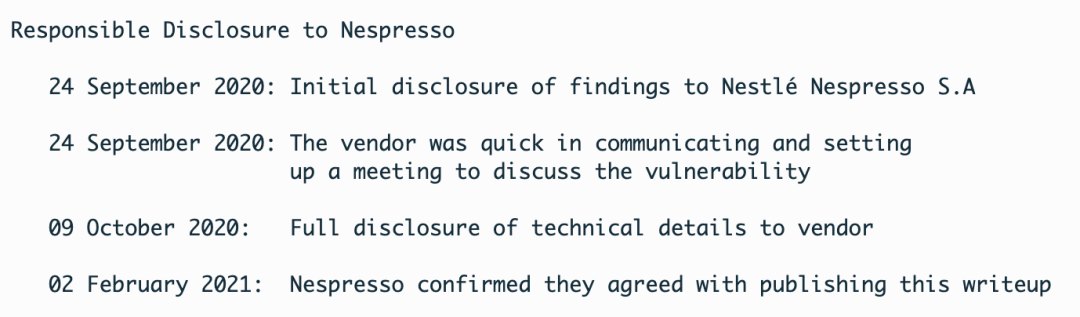 Responsible Disclosure to Nespresso
24 September 2020: Initial disclosure of findings to Nestlé Nespresso S.A
24 September 2020: The vendor was quick in communicating and setting
up a meeting to discuss the vulnerability
09 October 2020: Full disclosure of technical details to vendor
02 February 2021: Nespresso confirmed they agreed with publishing this writeup